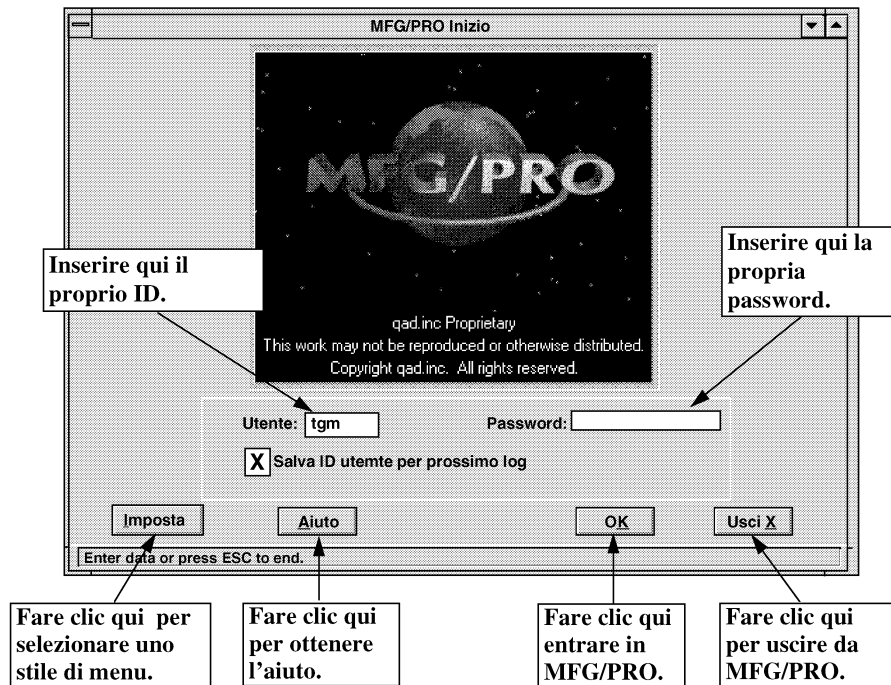 MFG/PRO Inizio
MFG/PRO
Inserire qui il
proprio ID.
Inserire qui la
propria
password.
qad.inc Proprietary
This work may not be reproduced or otherwise distributed.
Copyright qad.inc. All rights reserved.
Utente: tgm Password:
X Salva ID utemte per prossimo log
Imposta Aiuto OK Usci X
Enter data or press ESC to end.
Fare clic qui per
selezionare uno
stile di menu.
Fare clic qui
per ottenere
l'aiuto.
Fare clic qui
entrare in
MFG/PRO.
Fare clic qui
per uscire da
MFG/PRO.